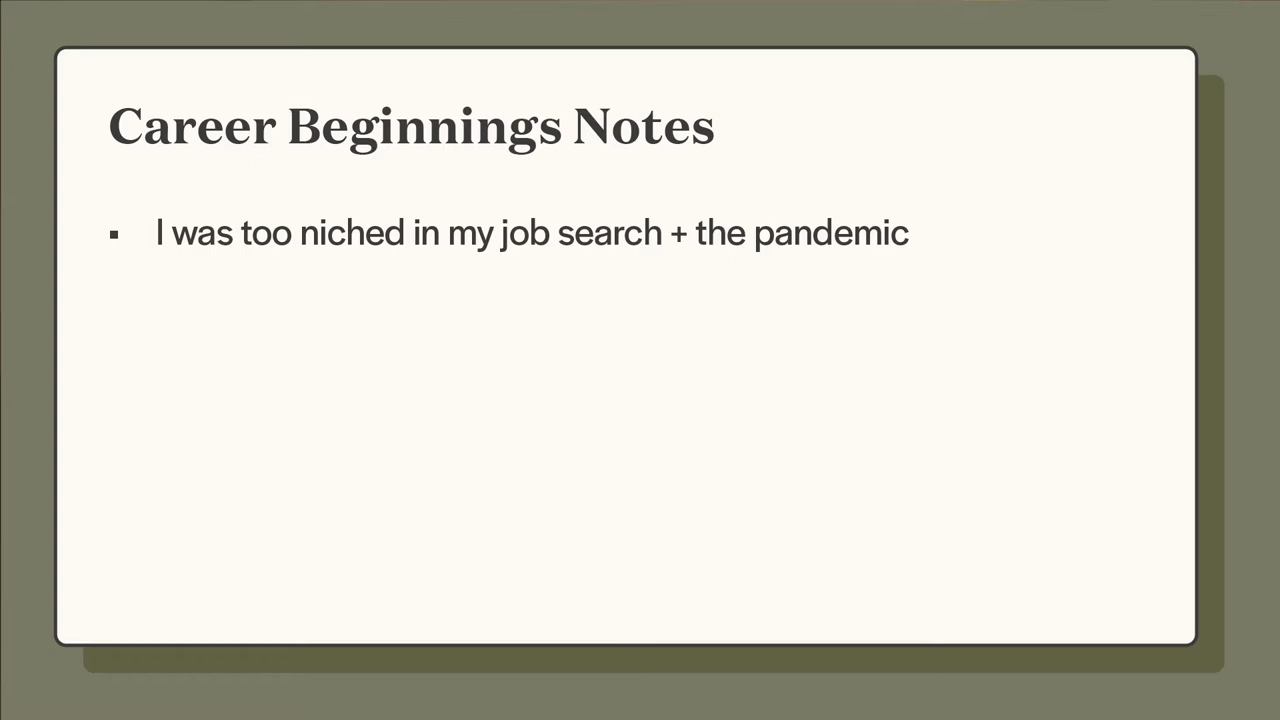 Career Beginnings Notes
▪ I was too niched in my job search + the pandemic